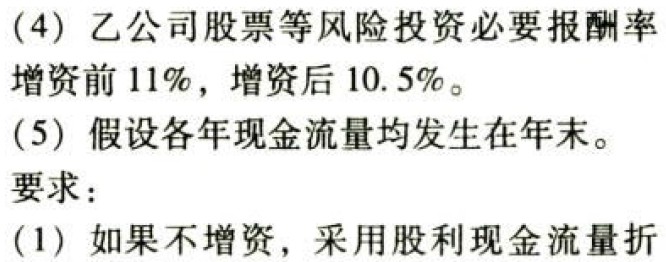 (4) 乙公司股票等风险投资必要报酬率
增资前 11%，增资后 10.5%。
(5) 假设各年现金流量均发生在年末。
要求：
(1) 如果不增资，采用股利现金流量折